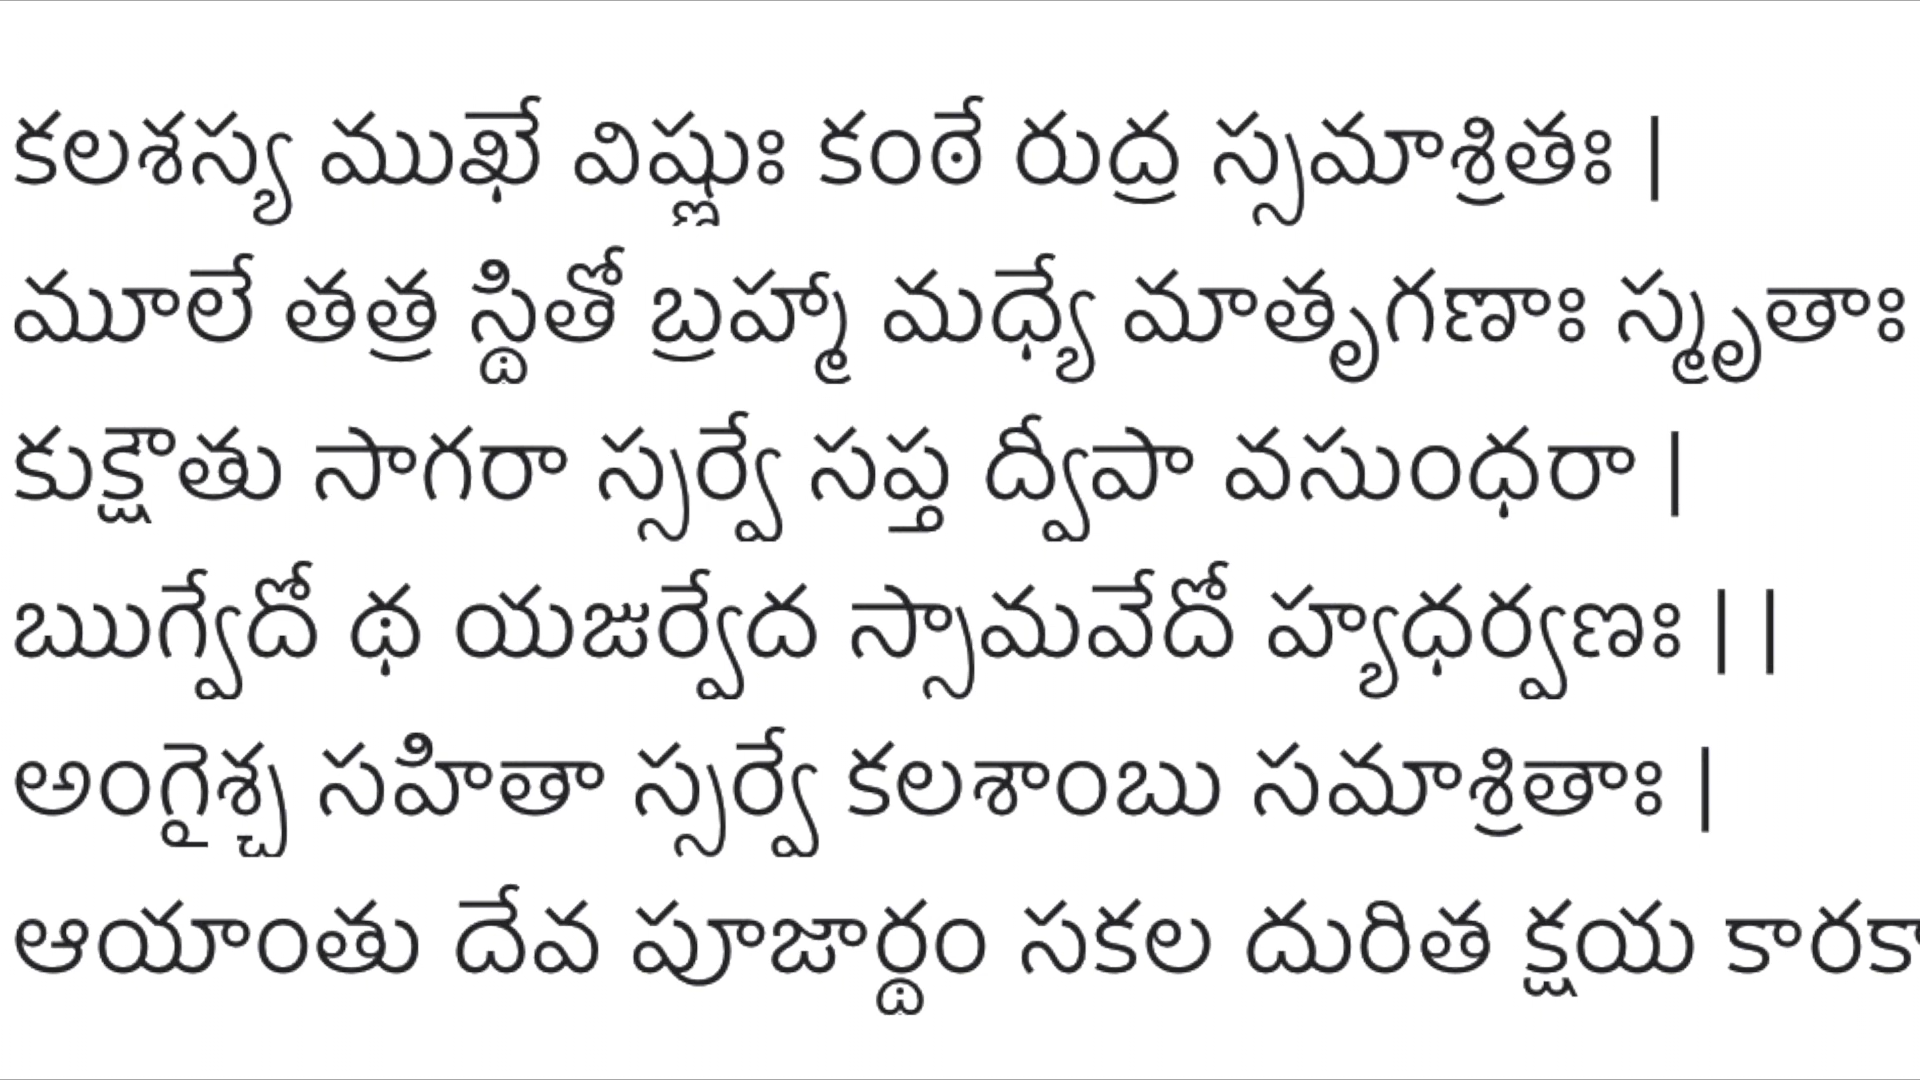 కలశస్య ముఖే విష్ణుః కంఠే రుద్ర స్సమాశ్రితః |
మూలే తత్ర స్థితో బ్రహ్మా మధ్యే మాతృగణాః స్మృతాః
కుక్షౌతు సాగరా స్సర్వే సప్త ద్వీపా వసుంధరా |
ఋగ్వేదో థ యజుర్వేద స్సామవేదో హ్యధర్వణః ||
అంగైశ్చ సహితా స్సర్వే కలశాంబు సమాశ్రితాః |
ఆయాంతు దేవ పూజార్థం సకల దురిత క్షయ కారకా